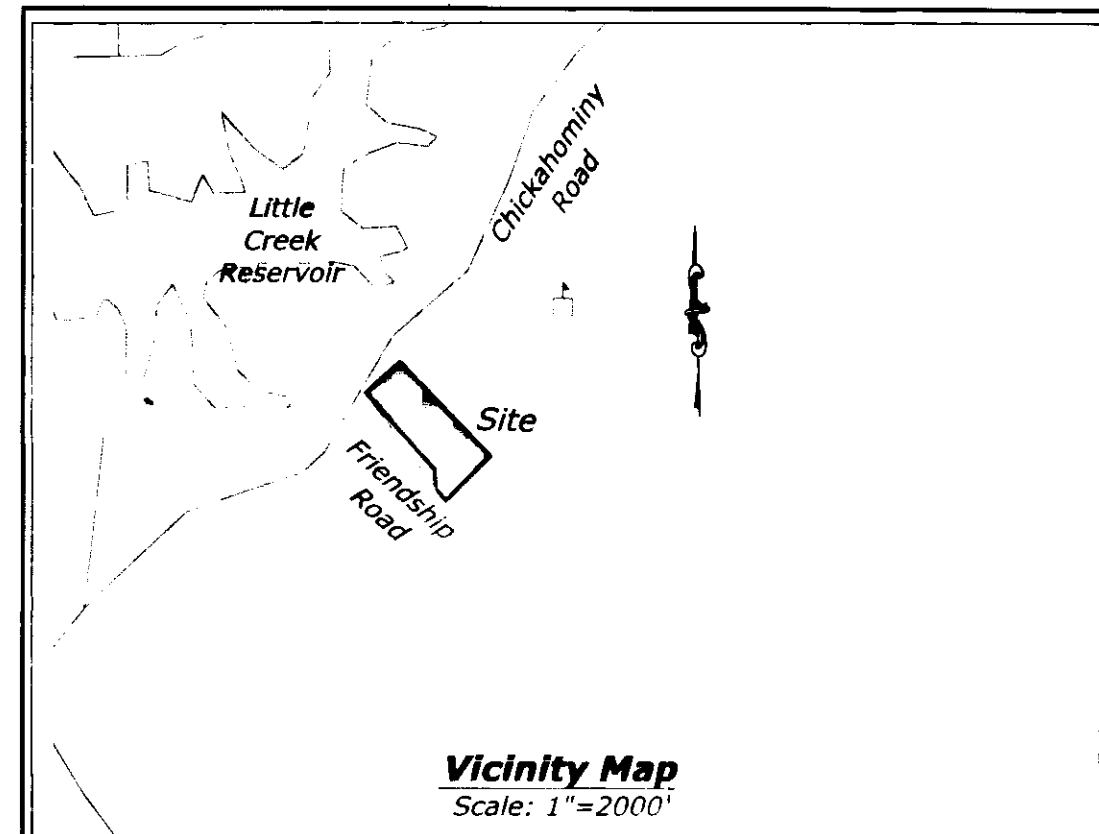 Chickahominy
Road
Little
Creek
Reservoir
Site
Friendship
Road
Vicinity Map
Scale: 1"=2000'